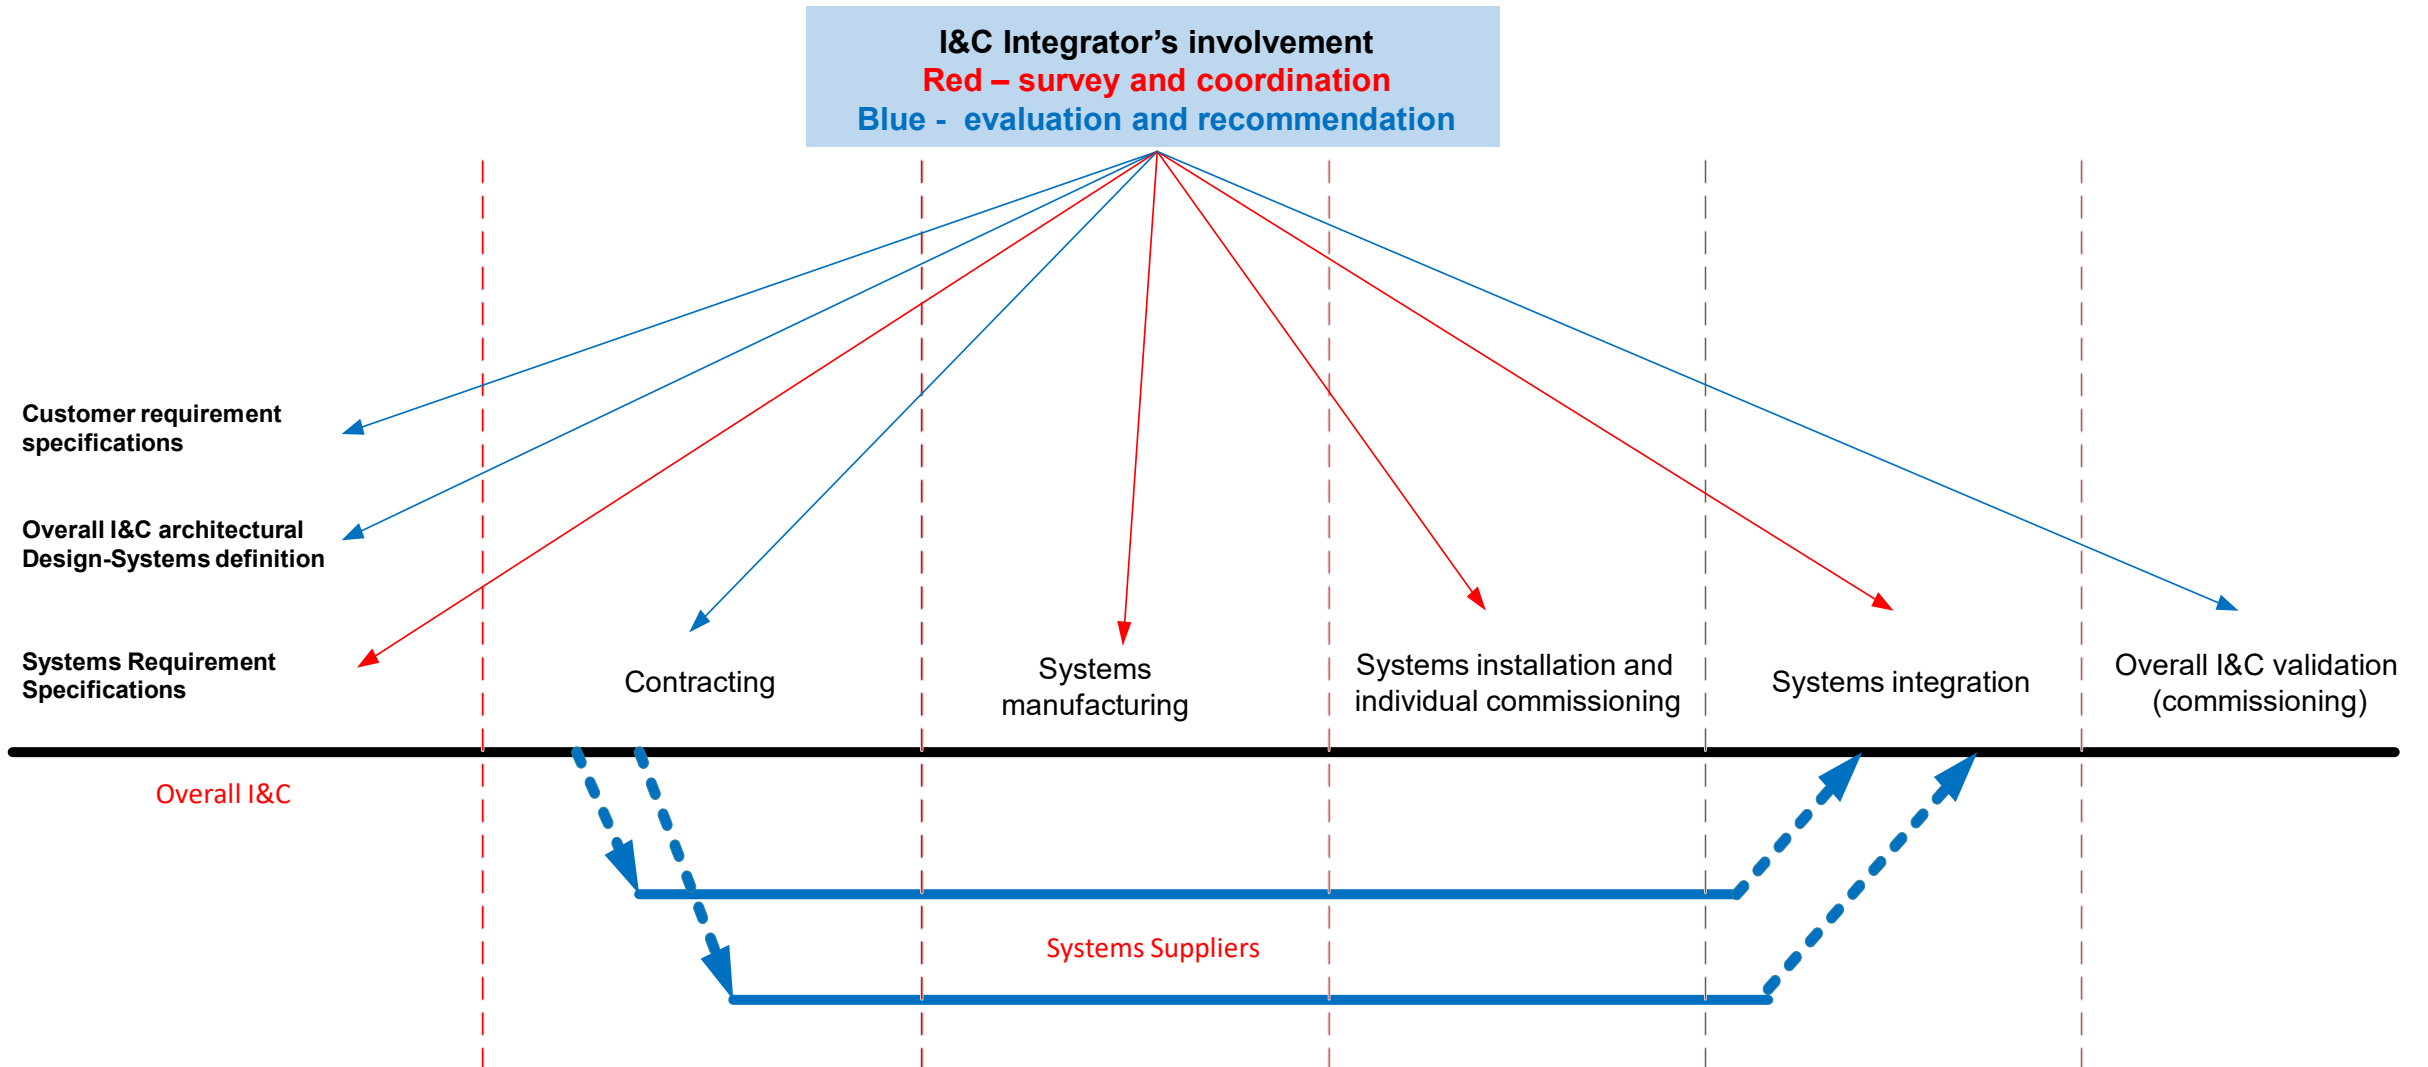 I&C Integrator’s involvement
Red – survey and coordination
Blue -  evaluation and recommendation
Customer requirement
specifications
Overall I&C architectural
Design-Systems definition
Systems Requirement
Specifications
Contracting
Systems
manufacturing
Systems installation and
individual commissioning
Systems integration
Overall I&C validation
(commissioning)
Overall I&C
Systems Suppliers